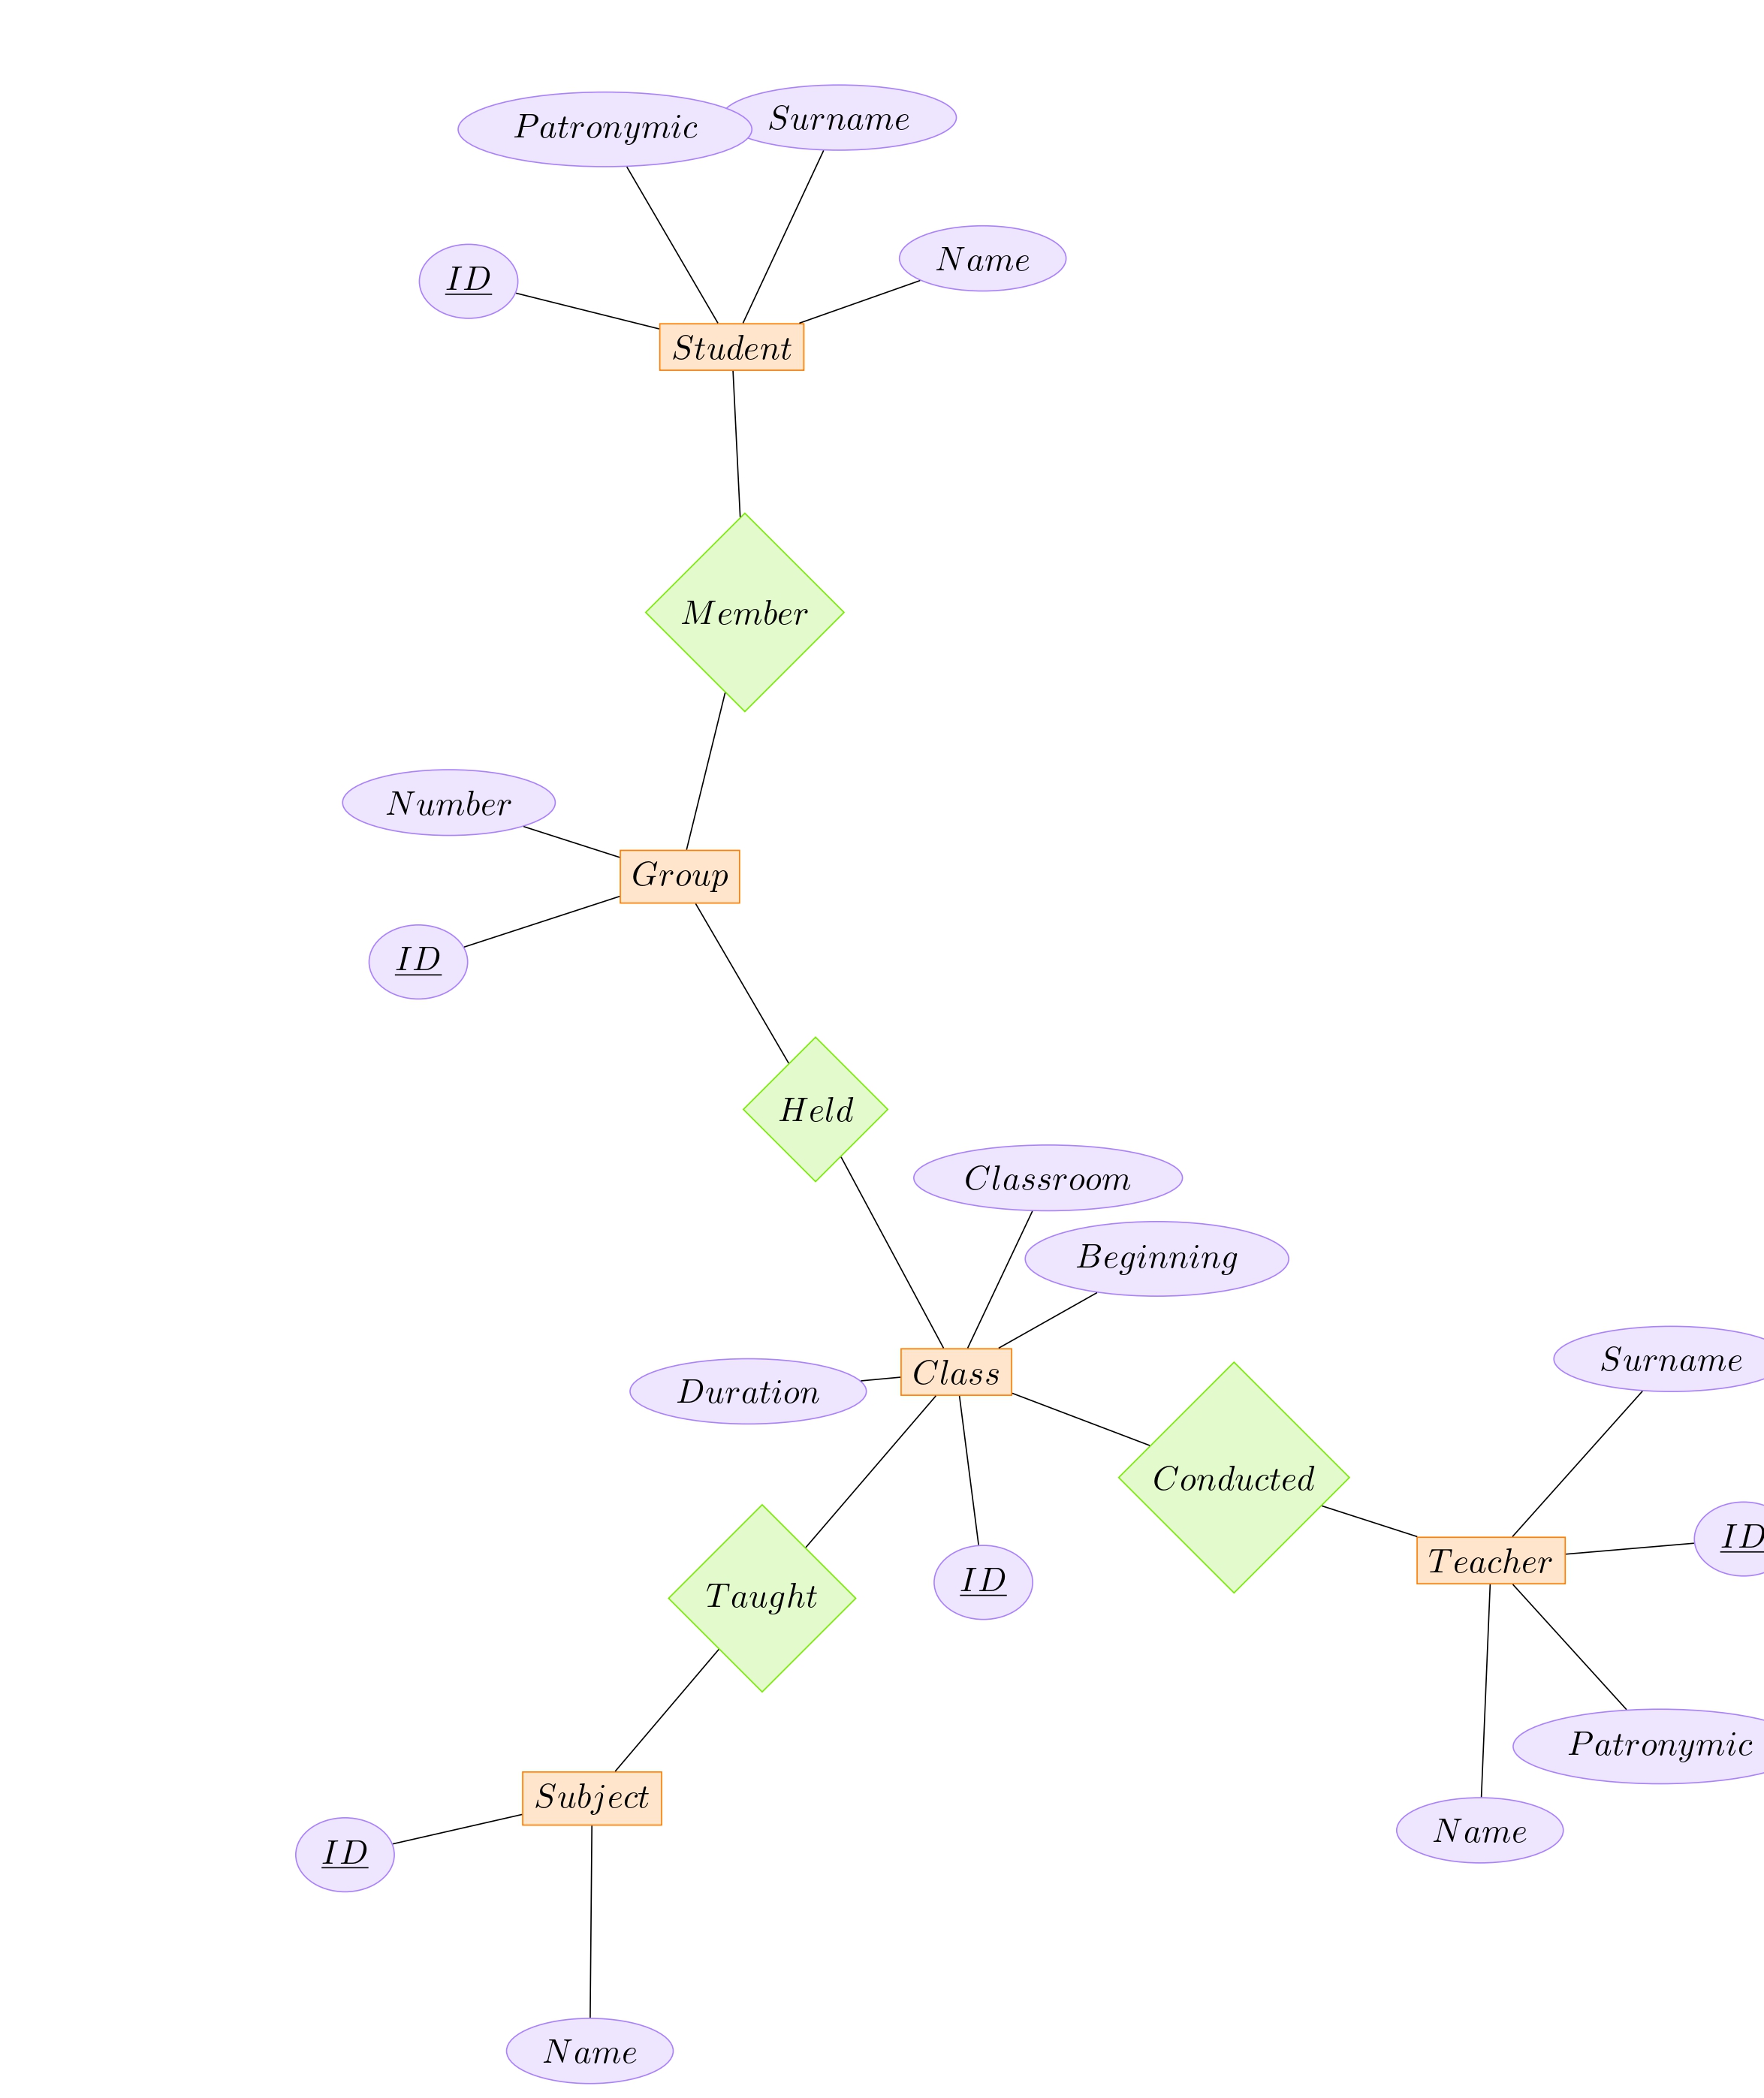 Surname
Patronymic
Name
ID
Student
Member
Number
Group
ID
Held
Classroom
Beginning
Surname
Class
Duration
Conducted
ID
Teacher
ID
Taught
Patronymic
Subject
Name
ID
Name